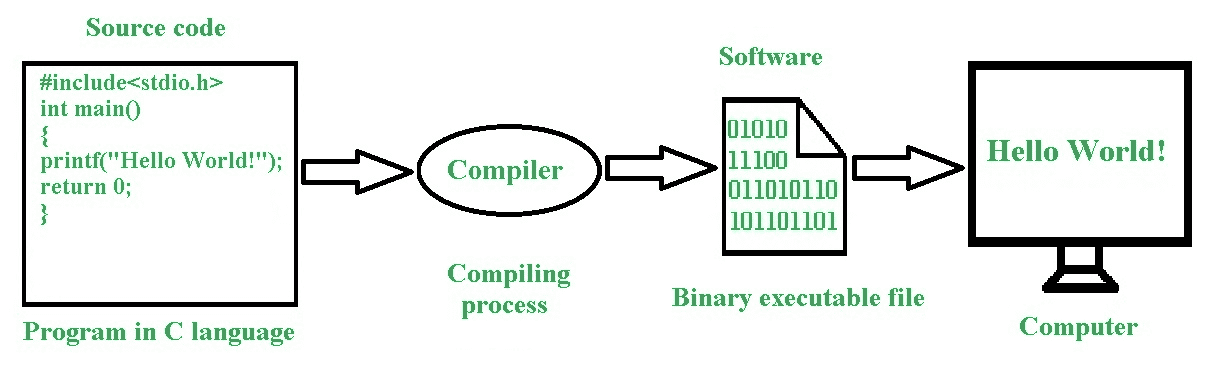 Source code
#include<stdio.h>
int main()
{
printf("Hello World!");
return 0;
}
Program in C language
Compiler
Compiling
process
Software
01010
11100
011010110
101101101
Binary executable file
Hello World!
Computer